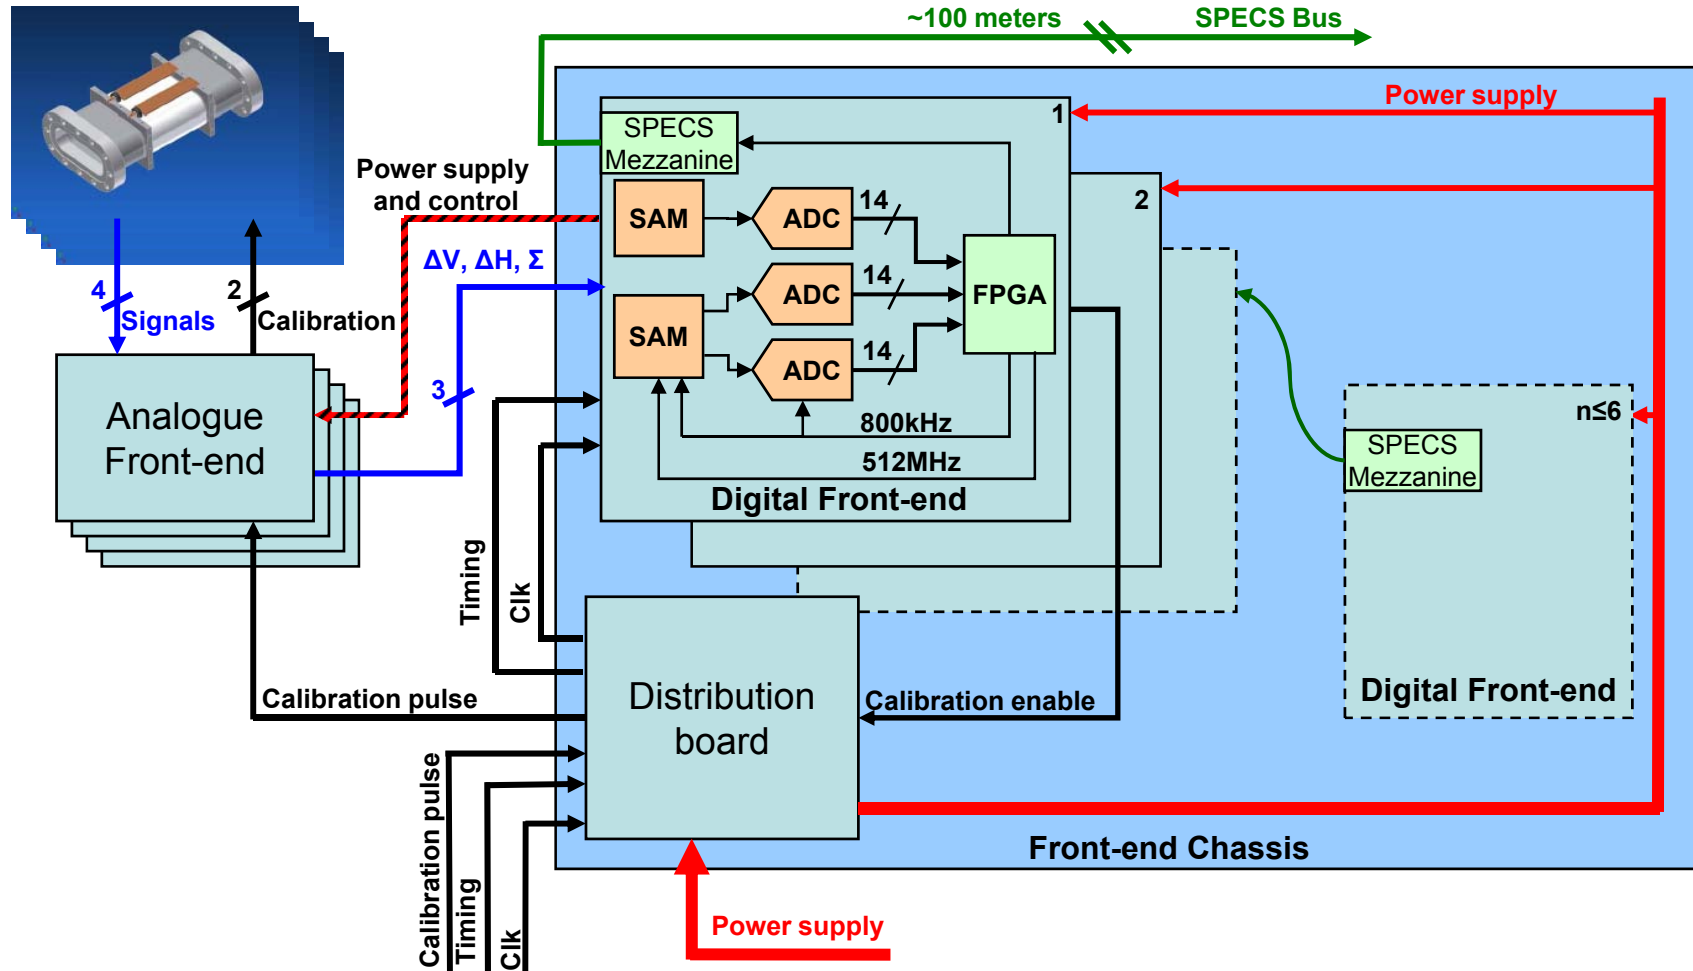 ~100 meters
SPECS Bus
Power supply
1
SPECS
Mezzanine
Power supply
and control
2
SAM
ADC
14
ΔV, ΔH, Σ
14
4
2
ADC
FPGA
Signals
Calibration
SAM
14
ADC
3
n≤6
800kHz
Analogue
Front-end
SPECS
Mezzanine
512MHz
Digital Front-end
Timing
Clk
Digital Front-end
Calibration pulse
Distribution
board
Calibration enable
Calibration pulse
Timing
Clk
Front-end Chassis
Power supply